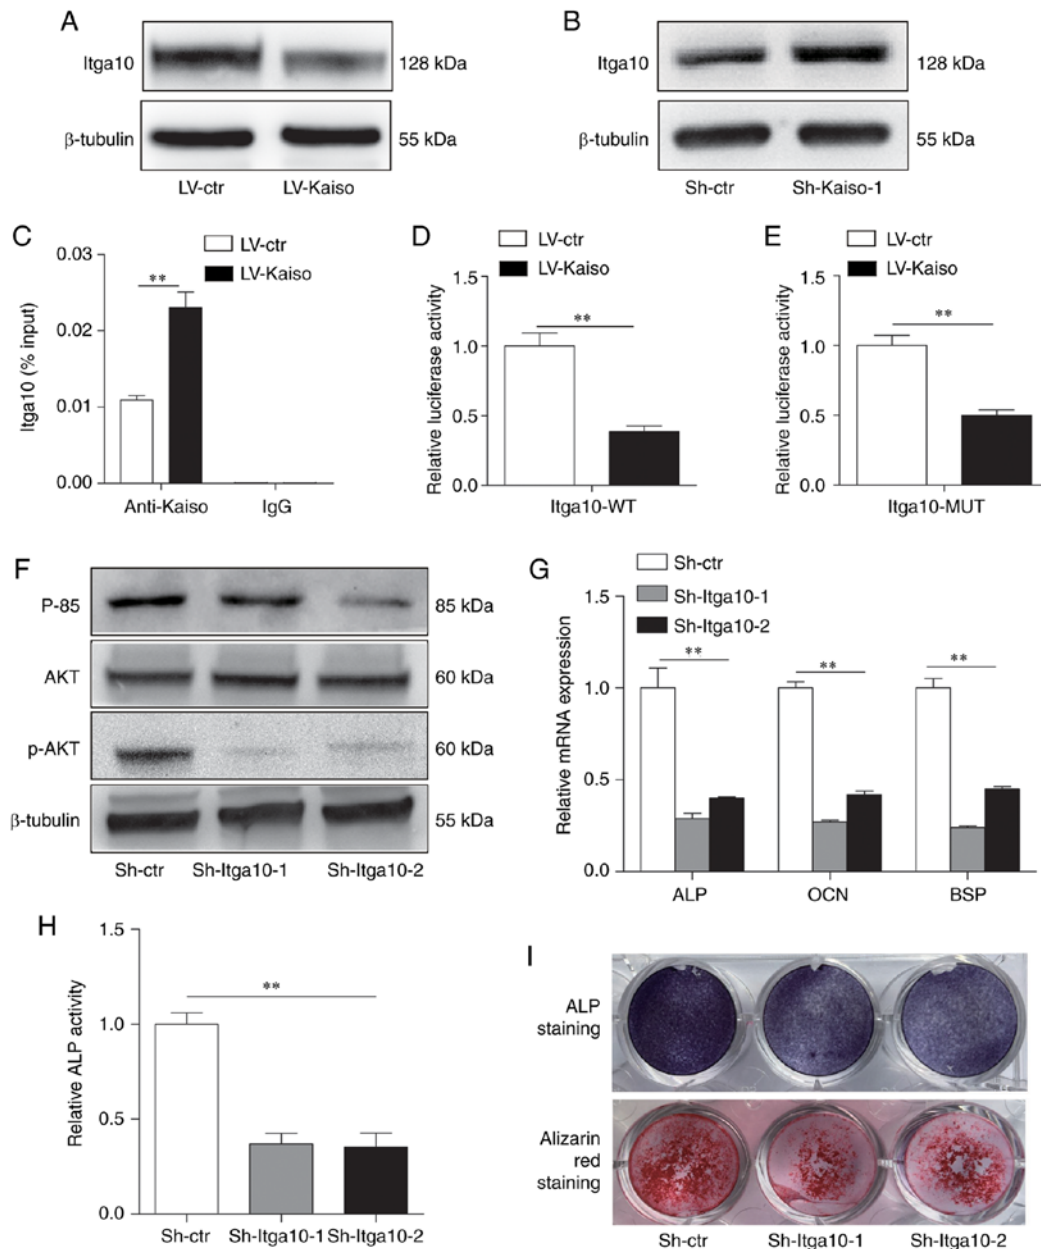 A
Itga10
128 kDa
β-tubulin
55 kDa
LV-ctr LV-Kaiso
B
Itga10
128 kDa
β-tubulin
55 kDa
Sh-ctr Sh-Kaiso-1
C
LV-ctr
LV-Kaiso
Itga10 (% input)
0.03
0.02
0.01
0.00
**
Anti-Kaiso IgG
D
LV-ctr
LV-Kaiso
Relative luciferase activity
1.5
1.0
0.5
0.0
**
Itga10-WT
E
LV-ctr
LV-Kaiso
Relative luciferase activity
1.5
1.0
0.5
0.0
**
Itga10-MUT
F
P-85
85 kDa
AKT
60 kDa
p-AKT
60 kDa
β-tubulin
55 kDa
Sh-ctr Sh-Itga10-1 Sh-Itga10-2
G
Sh-ctr
Sh-Itga10-1
Sh-Itga10-2
Relative mRNA expression
1.5
1.0
0.5
0.0
** ** **
ALP OCN BSP
H
Relative ALP activity
1.5
1.0
0.5
0.0
**
Sh-ctr Sh-Itga10-1 Sh-Itga10-2
I
ALP
staining
Alizarin
red
staining
Sh-ctr Sh-Itga10-1 Sh-Itga10-2